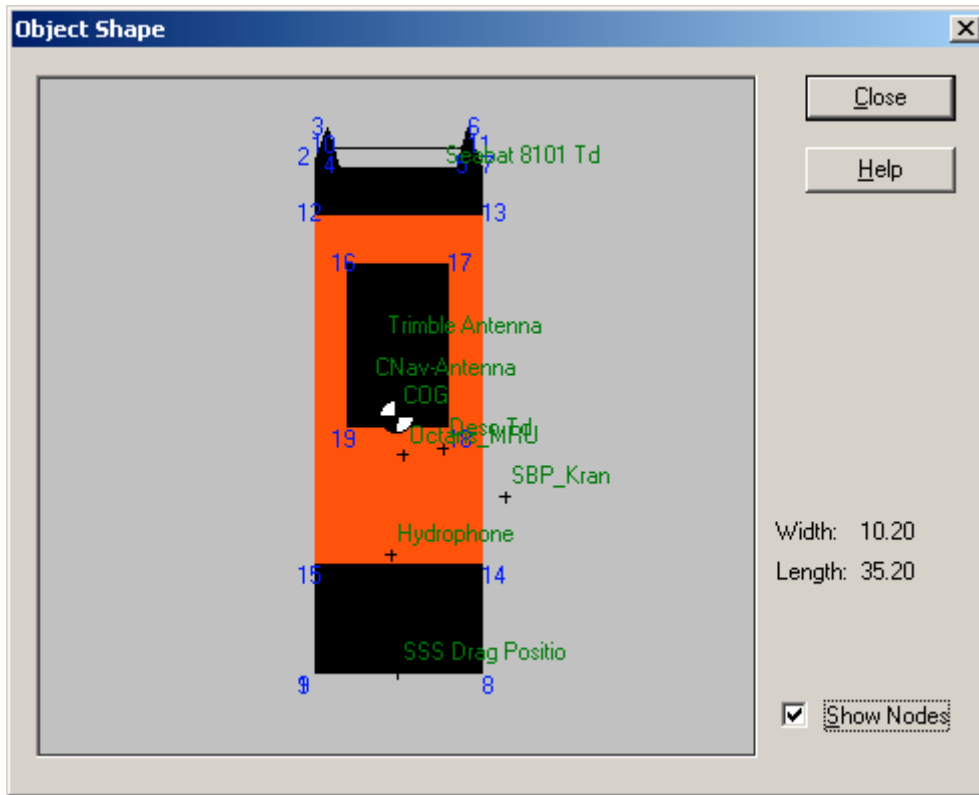 Object Shape
Close
Help
3
6
10
11
2
Seabat 8101 Td
4
5
7
12
13
16
17
Trimble Antenna
CNav-Antenna
COG
Deso Td
19
Octans_MRU
18
SBP_Kran
Hydrophone
Width: 10.20
Length: 35.20
15
14
SSS Drag Positio
9
8
Show Nodes